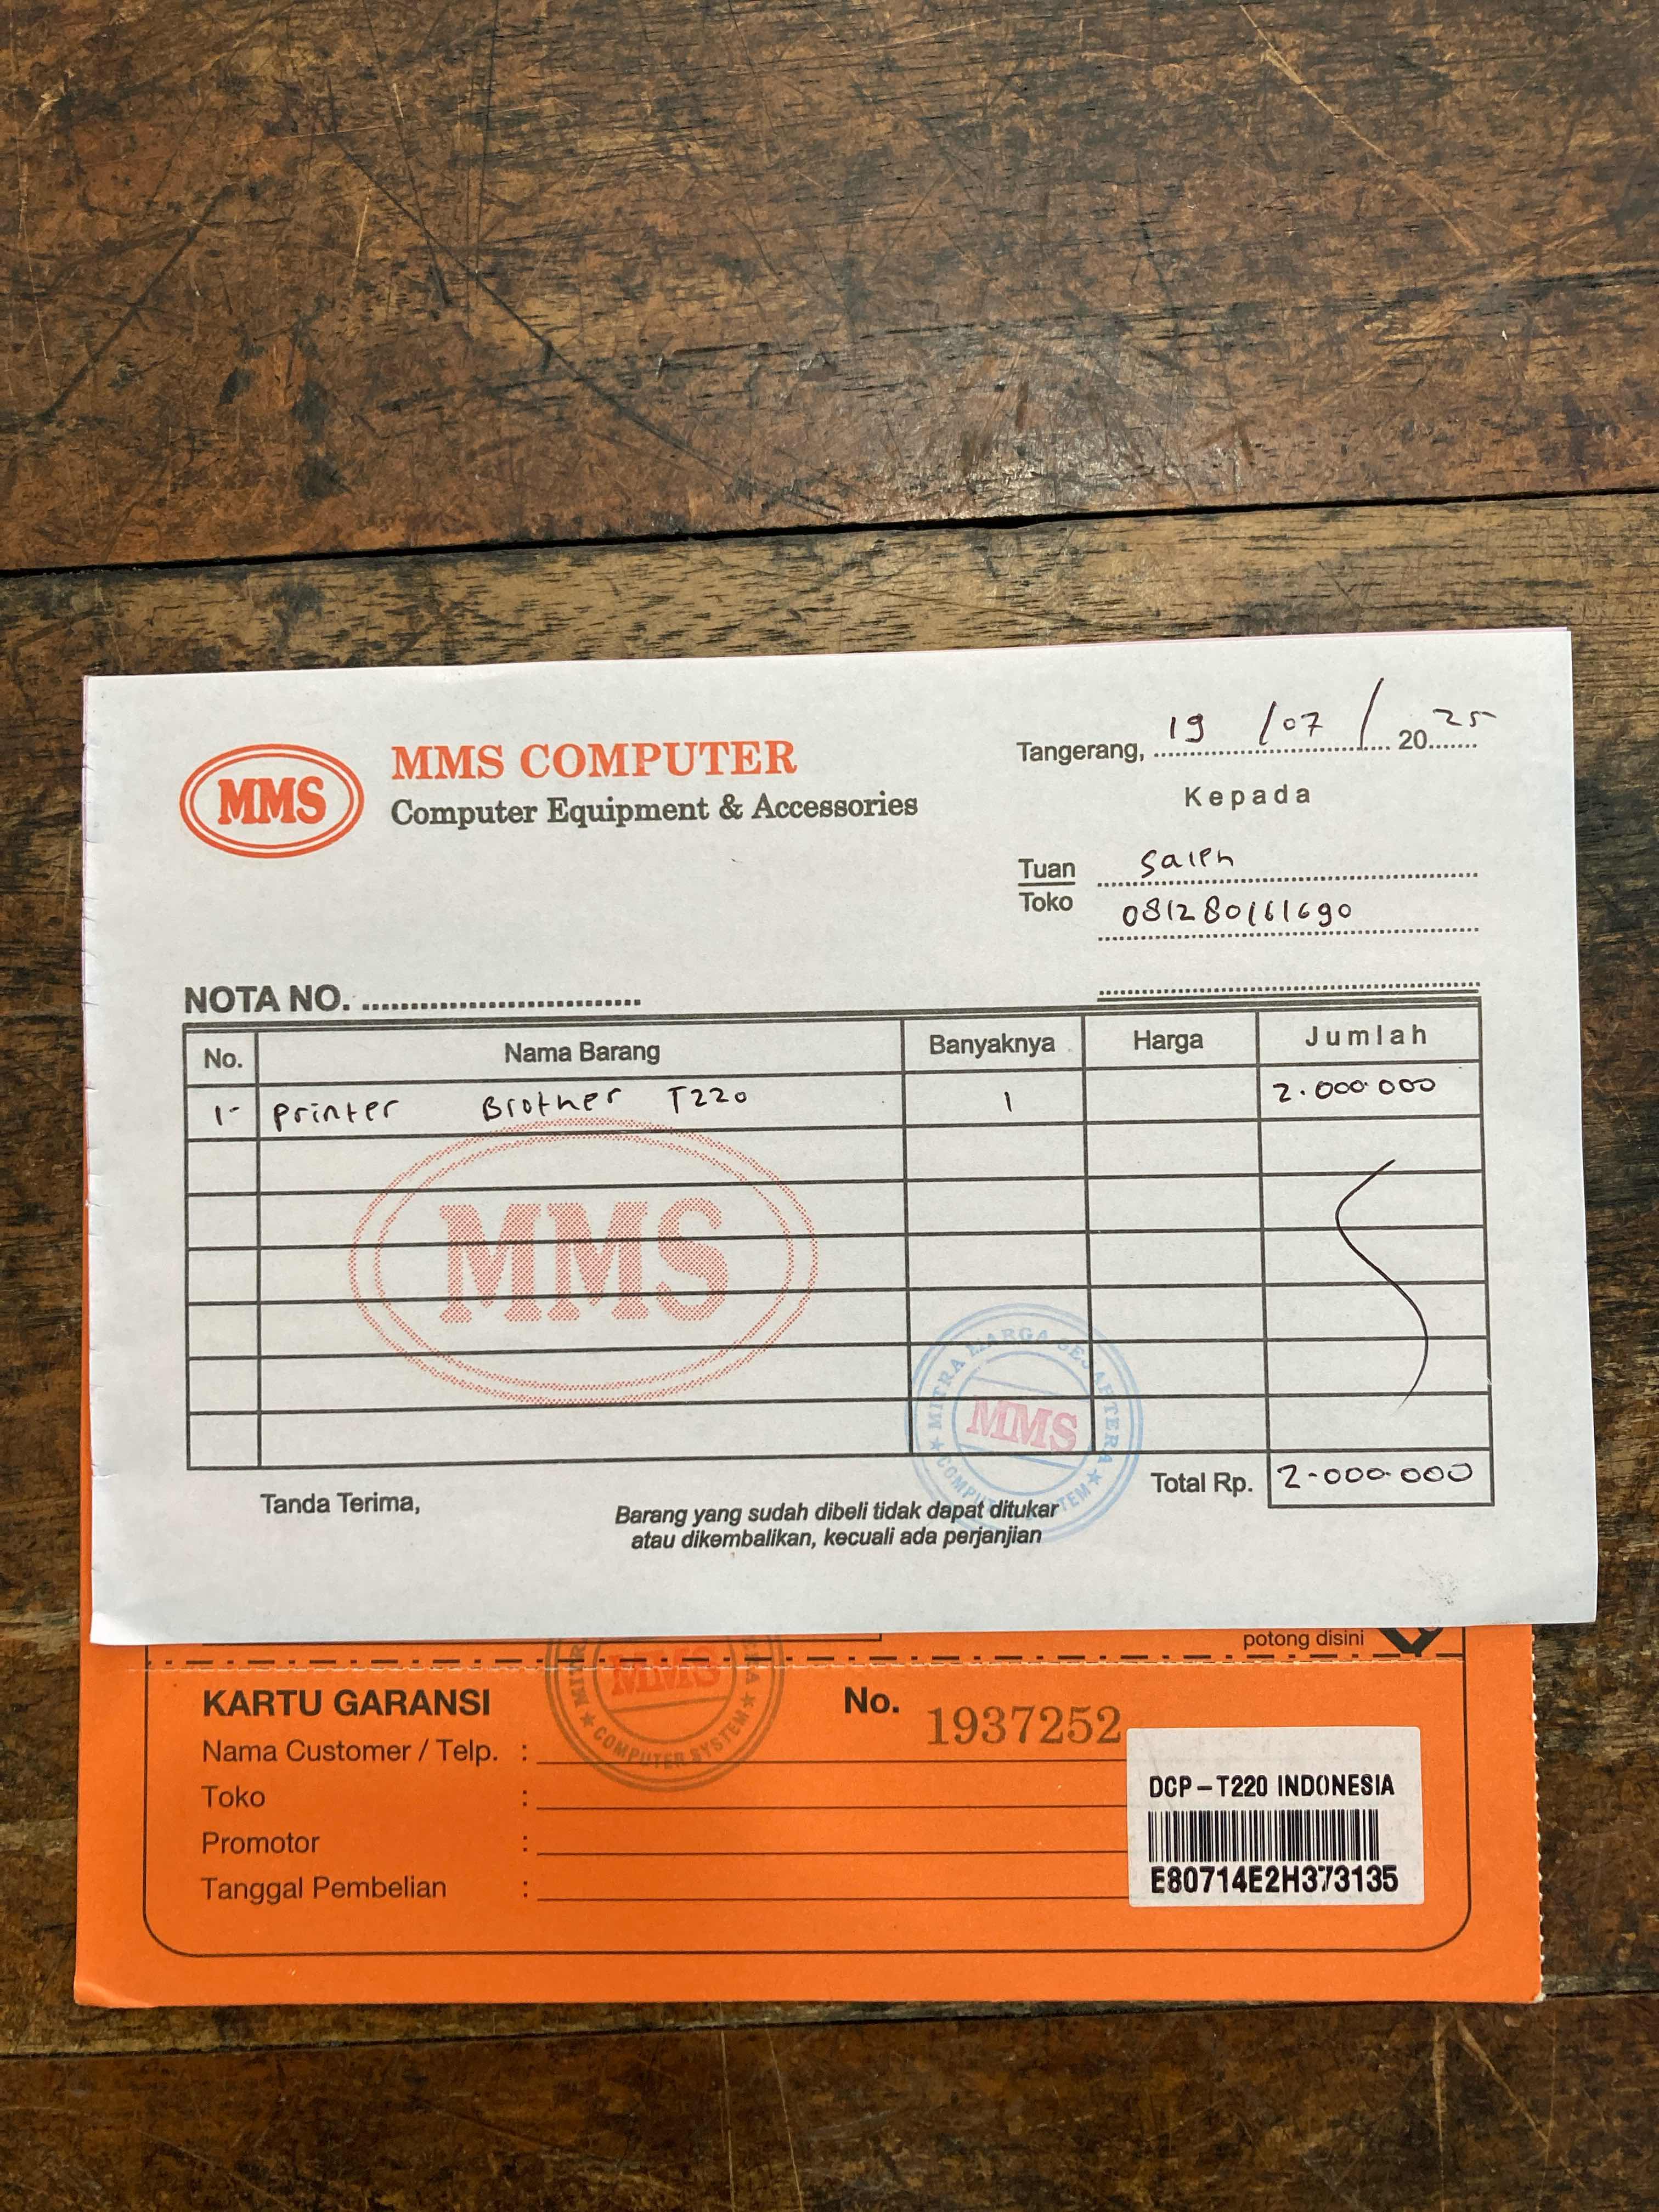 MMS
MMS COMPUTER
Computer Equipment & Accessories
Tangerang, 19 / 07 / 2025
Kepada
Tuan
Toko
Saleh
081280161690
NOTA NO.
No. Nama Barang Banyaknya Harga Jumlah
1- Printer Brother T220 1 2.000.000
MMS
MITRA MARGA SEJAHTERA
MMS
COMPUTER SYSTEM
Total Rp. 2.000.000
Tanda Terima,
Barang yang sudah dibeli tidak dapat ditukar
atau dikembalikan, kecuali ada perjanjian
potong disini
MMS
COMPUTER SYSTEM
KARTU GARANSI No. 1937252
Nama Customer / Telp. :
Toko :
Promotor :
Tanggal Pembelian :
DCP-T220 INDONESIA
E80714E2H373135